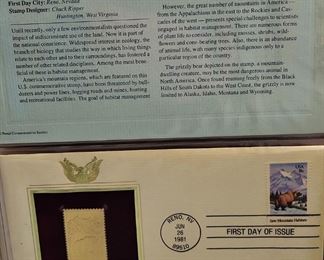 First Day City: Reno, Nevada
Stamp Designer: Chuck Ripper
Huntington, West Virginia
Until recently, only a few environmentalists questioned the
impact of indiscriminate use of the land. Now it is part of
the national conscience. Widespread interest in ecology, the
branch of biology that studies the way in which living things
relate to each other and to their surroundings, has fostered a
number of other related disciplines. Among the most bene-
ficial of these is habitat management.
America's mountain regions, which are featured on this
U.S. commemorative stamp, have been threatened by bull-
dozers and power lines, logging roads and mines, hunting
and recreational facilities. The goal of habitat management
However, the great number of mountains in America—
from the Appalachians in the east to the Rockies and Cas-
cades of the west — presents special challenges to scientists
engaged in habitat management. There are numerous forms
of plant life to consider, including mosses, shrubs, wild-
flowers and cone-bearing trees. Also, there is an abundance
of animal life, with many species indigenous only to a
particular region of the country.
The grizzly bear depicted on the stamp, a mountain-
dwelling creature, may be the most dangerous animal in
North America. Once found roaming freely from the Black
Hills of South Dakota to the West Coast, the grizzly is now
limited to Alaska, Idaho, Montana and Wyoming.
Postal Commemorative Society
RENO, NV
JUN
26
1981
89510
FIRST DAY OF ISSUE
USA
Save Mountain Habitats